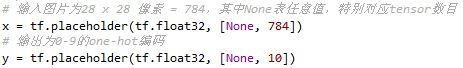 # 输入图片为28 x 28 像素 = 784，其中None表任意值，特别对应tensor数目
x = tf.placeholder(tf.float32, [None, 784])
# 输出为0-9的one-hot编码
y = tf.placeholder(tf.float32, [None, 10])